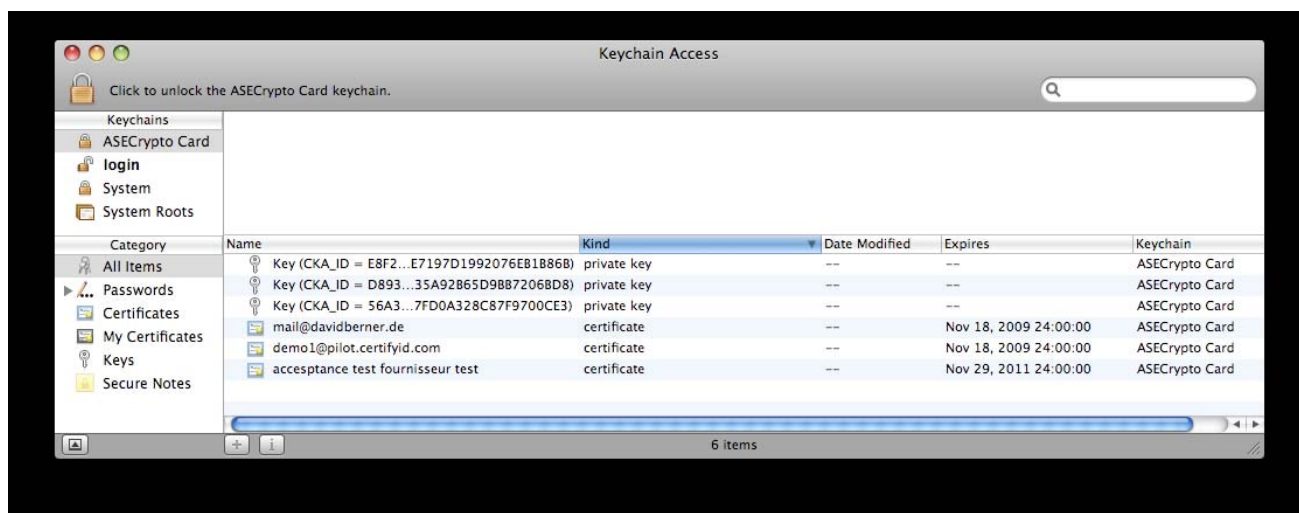 Keychain Access
Click to unlock the ASECrypto Card keychain.
Keychains
ASECrypto Card
login
System
System Roots
Category
All Items
Passwords
Certificates
My Certificates
Keys
Secure Notes
Name Kind Date Modified Expires Keychain
Key (CKA_ID = E8F2...E7197D1992076EB1B86B) private key -- -- ASECrypto Card
Key (CKA_ID = D893...35A92B65D9BB7206BD8) private key -- -- ASECrypto Card
Key (CKA_ID = 56A3...7FD0A328C87F9700CE3) private key -- -- ASECrypto Card
mail@davidberner.de certificate -- Nov 18, 2009 24:00:00 ASECrypto Card
demo1@pilot.certifyid.com certificate -- Nov 18, 2009 24:00:00 ASECrypto Card
accesptance test fournisseur test certificate -- Nov 29, 2011 24:00:00 ASECrypto Card
6 items